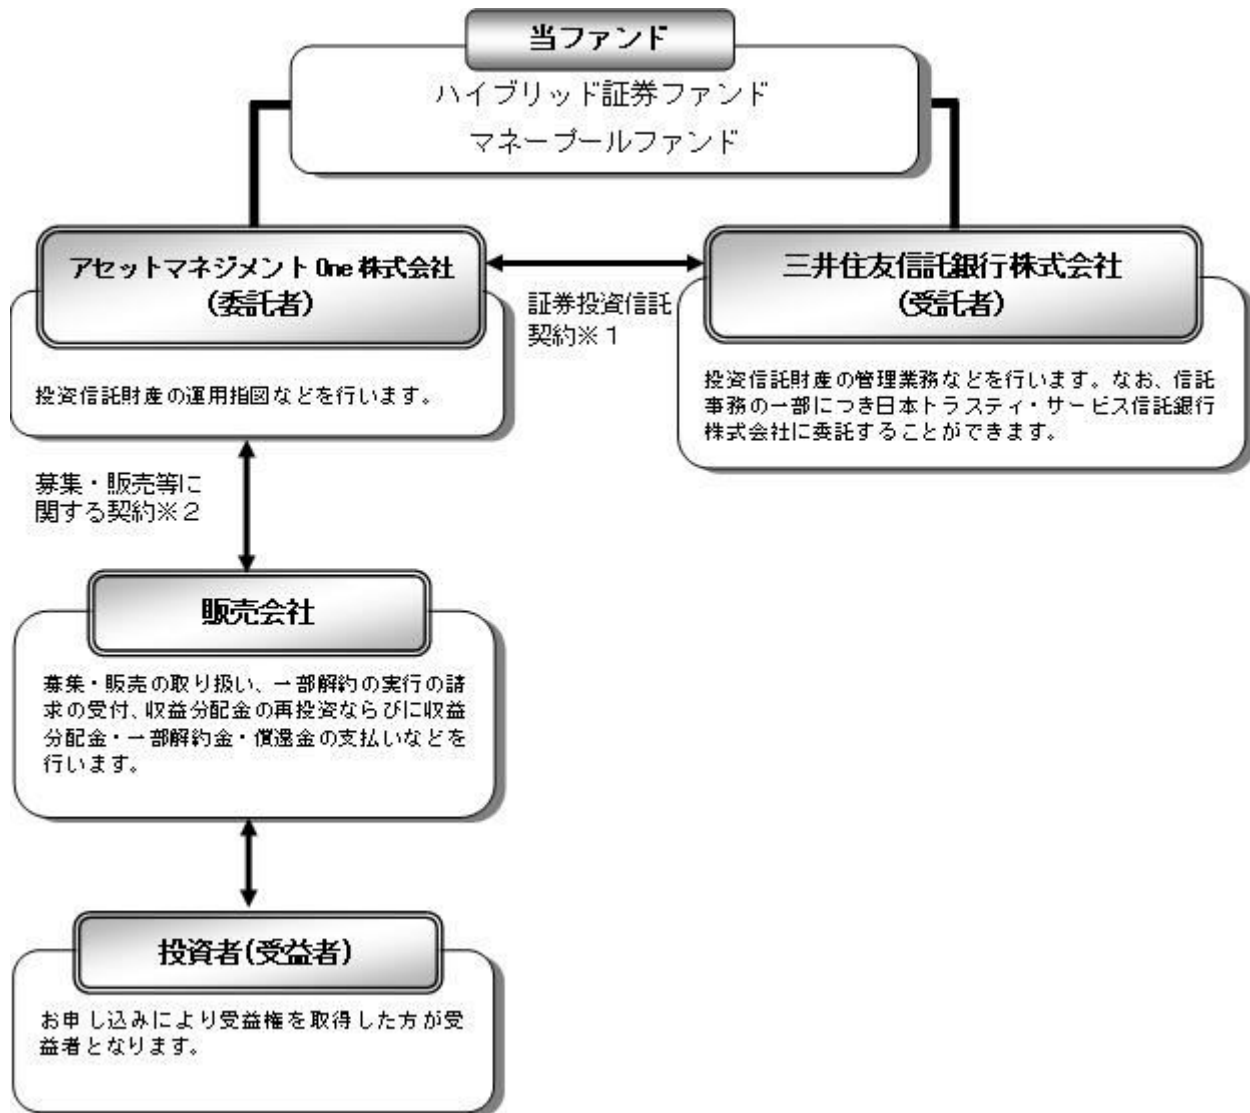 当ファンド
ハイブリッド証券ファンド
マネープールファンド
アセットマネジメント One 株式会社
(委託者)
証券投資信託
契約※１
三井住友信託銀行株式会社
(受託者)
投資信託財産の運用指図などを行います。
投資信託財産の管理業務などを行います。なお、信託
事務の一部につき日本トラスティ・サービス信託銀行
株式会社に委託することができます。
募集・販売等に
関する契約※２
販売会社
募集・販売の取り扱い、一部解約の実行の請
求の受付、収益分配金の再投資ならびに収益
分配金・一部解約金・償還金の支払いなどを
行います。
投資者(受益者)
お申し込みにより受益権を取得した方が受
益者となります。